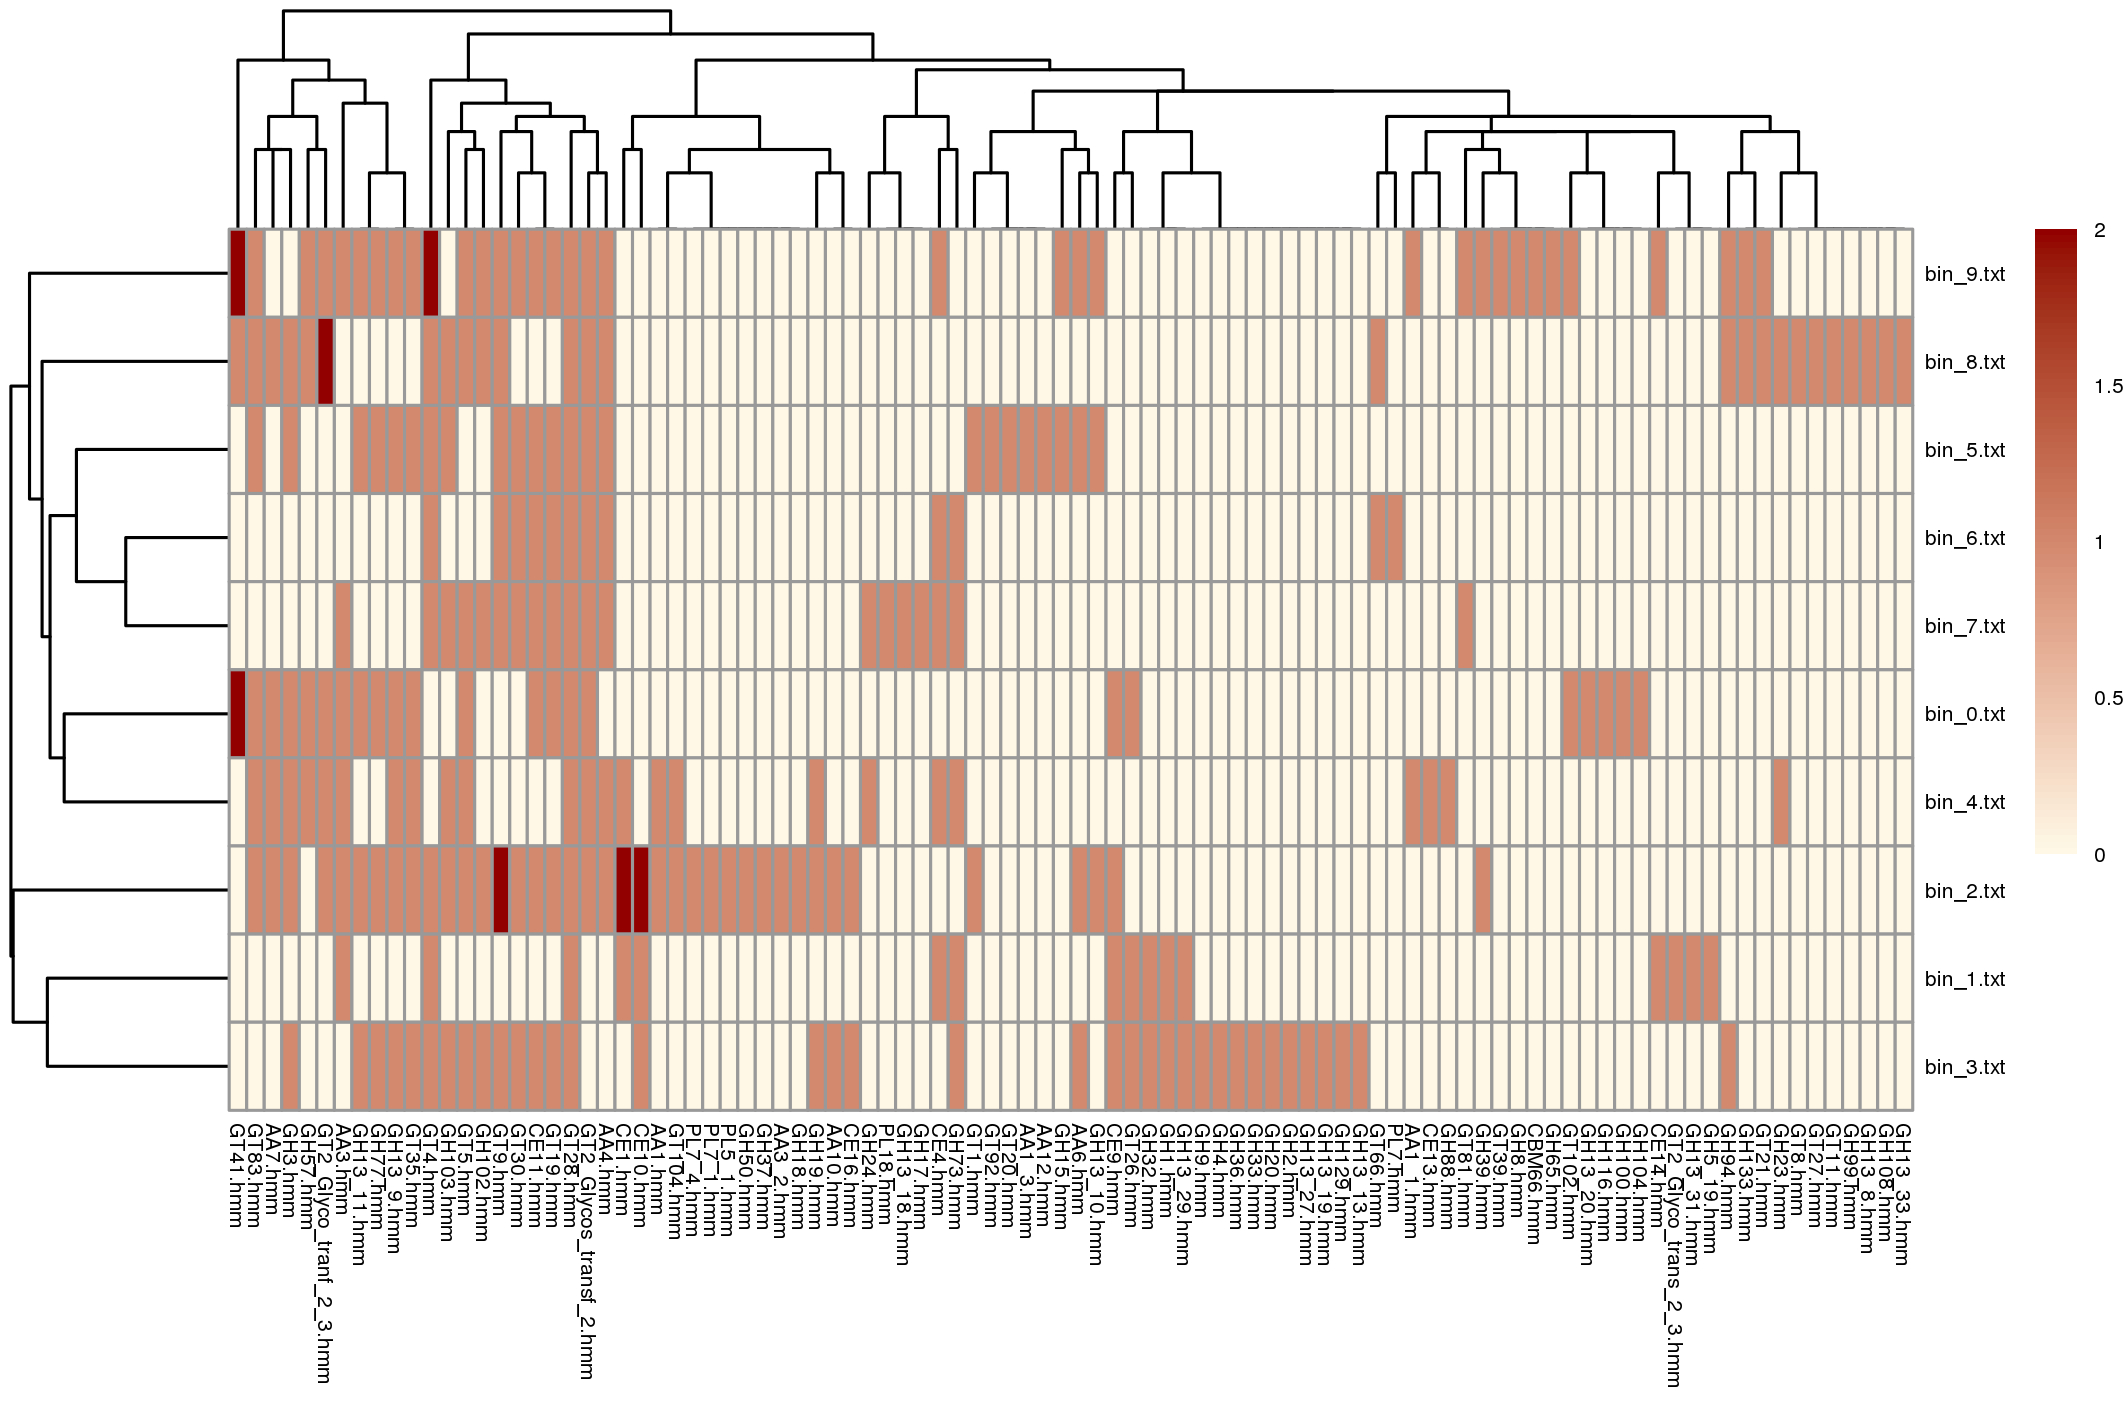 bin_9.txt
bin_8.txt
bin_5.txt
bin_6.txt
bin_7.txt
bin_0.txt
bin_4.txt
bin_2.txt
bin_1.txt
bin_3.txt
2
1.5
1
0.5
0
GT41.hmm
GT83.hmm
AA7.hmm
GH3.hmm
GH57.hmm
GT2_Glyco_tranf_2_3.hmm
AA3.hmm
GH13_11.hmm
GH77.hmm
GH13_9.hmm
GT35.hmm
GT4.hmm
GH103.hmm
GT5.hmm
GH102.hmm
GT9.hmm
GT30.hmm
CE11.hmm
GT19.hmm
GT28.hmm
GT2_Glycos_transf_2.hmm
AA4.hmm
CE1.hmm
CE10.hmm
AA1.hmm
GT104.hmm
PL7_4.hmm
PL7_1.hmm
PL5_1.hmm
GH50.hmm
GH37.hmm
AA3_2.hmm
GH18.hmm
GH19.hmm
AA10.hmm
CE16.hmm
GH24.hmm
PL18.hmm
GH13_18.hmm
GH17.hmm
CE4.hmm
GH73.hmm
GT1.hmm
GT92.hmm
GT20.hmm
AA1_3.hmm
AA12.hmm
GH15.hmm
AA6.hmm
GH13_10.hmm
CE9.hmm
GT26.hmm
GH32.hmm
GH1.hmm
GH13_29.hmm
GH9.hmm
GH4.hmm
GH36.hmm
GH33.hmm
GH20.hmm
GH2.hmm
GH13_27.hmm
GH13_19.hmm
GH129.hmm
GH13_13.hmm
GT66.hmm
PL7.hmm
AA1_1.hmm
CE13.hmm
GH88.hmm
GT81.hmm
GH39.hmm
GT39.hmm
GH8.hmm
CBM66.hmm
GH65.hmm
GT102.hmm
GH13_20.hmm
GH116.hmm
GH100.hmm
GH104.hmm
CE14.hmm
GT2_Glyco_trans_2_3.hmm
GH13_31.hmm
GH5_19.hmm
GH94.hmm
GH133.hmm
GT21.hmm
GH23.hmm
GT8.hmm
GT27.hmm
GT11.hmm
GH99.hmm
GH13_8.hmm
GH108.hmm
GH13_33.hmm